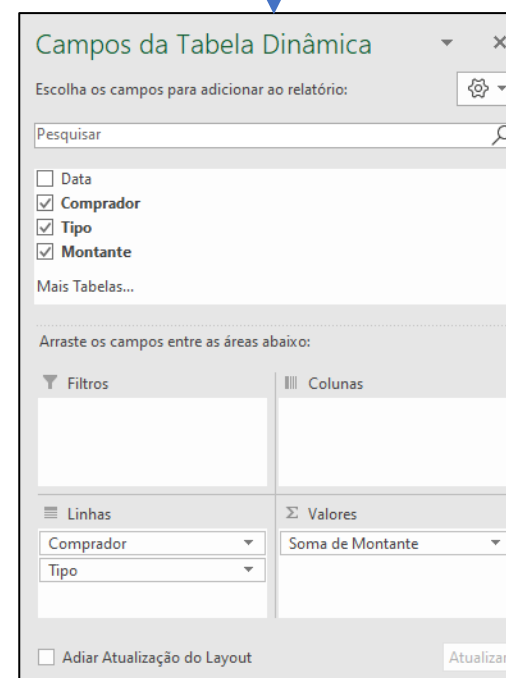 Campos da Tabela Dinâmica
Escolha os campos para adicionar ao relatório:
Pesquisar
Data
Comprador
Tipo
Montante
Mais Tabelas...
Arraste os campos entre as áreas abaixo:
Filtros
Colunas
Linhas
Σ Valores
Comprador
Soma de Montante
Tipo
Adiar Atualização do Layout
Atualizar